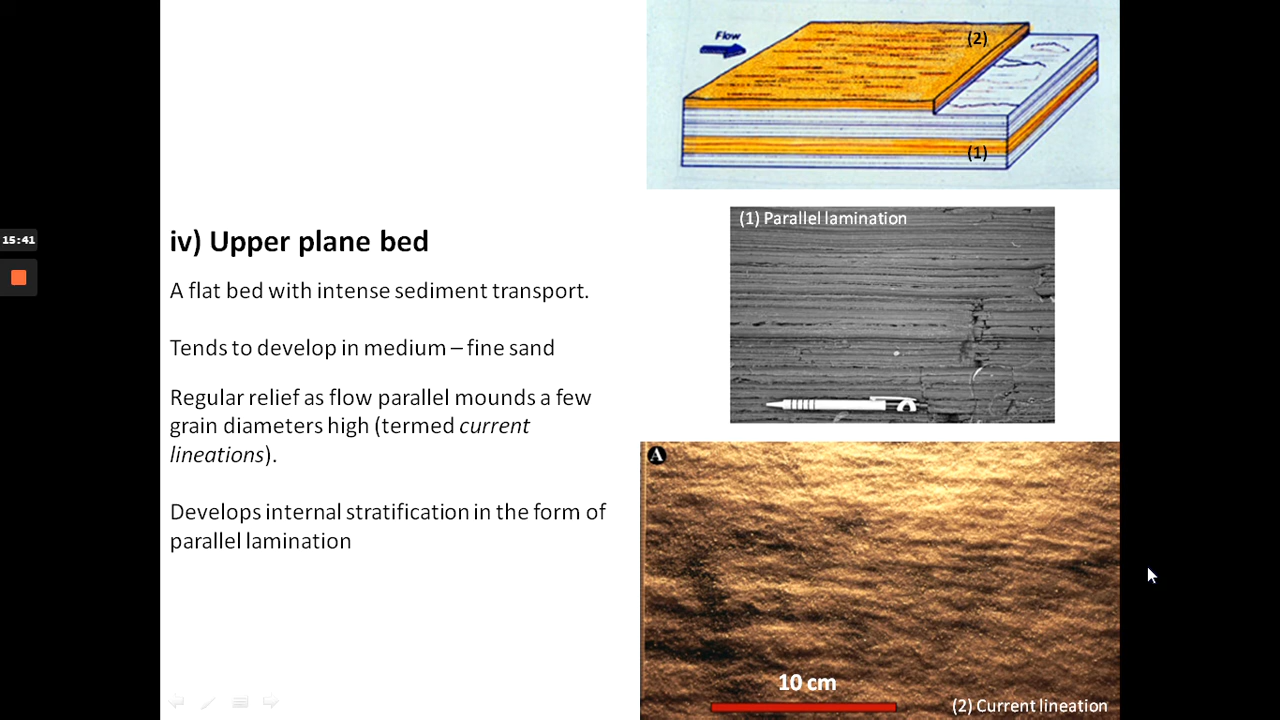 Flow
(2)
(1)
(1) Parallel lamination
15:41
iv) Upper plane bed
A flat bed with intense sediment transport.
Tends to develop in medium – fine sand
Regular relief as flow parallel mounds a few
grain diameters high (termed current
lineations).
Develops internal stratification in the form of
parallel lamination
A
10 cm
(2) Current lineation